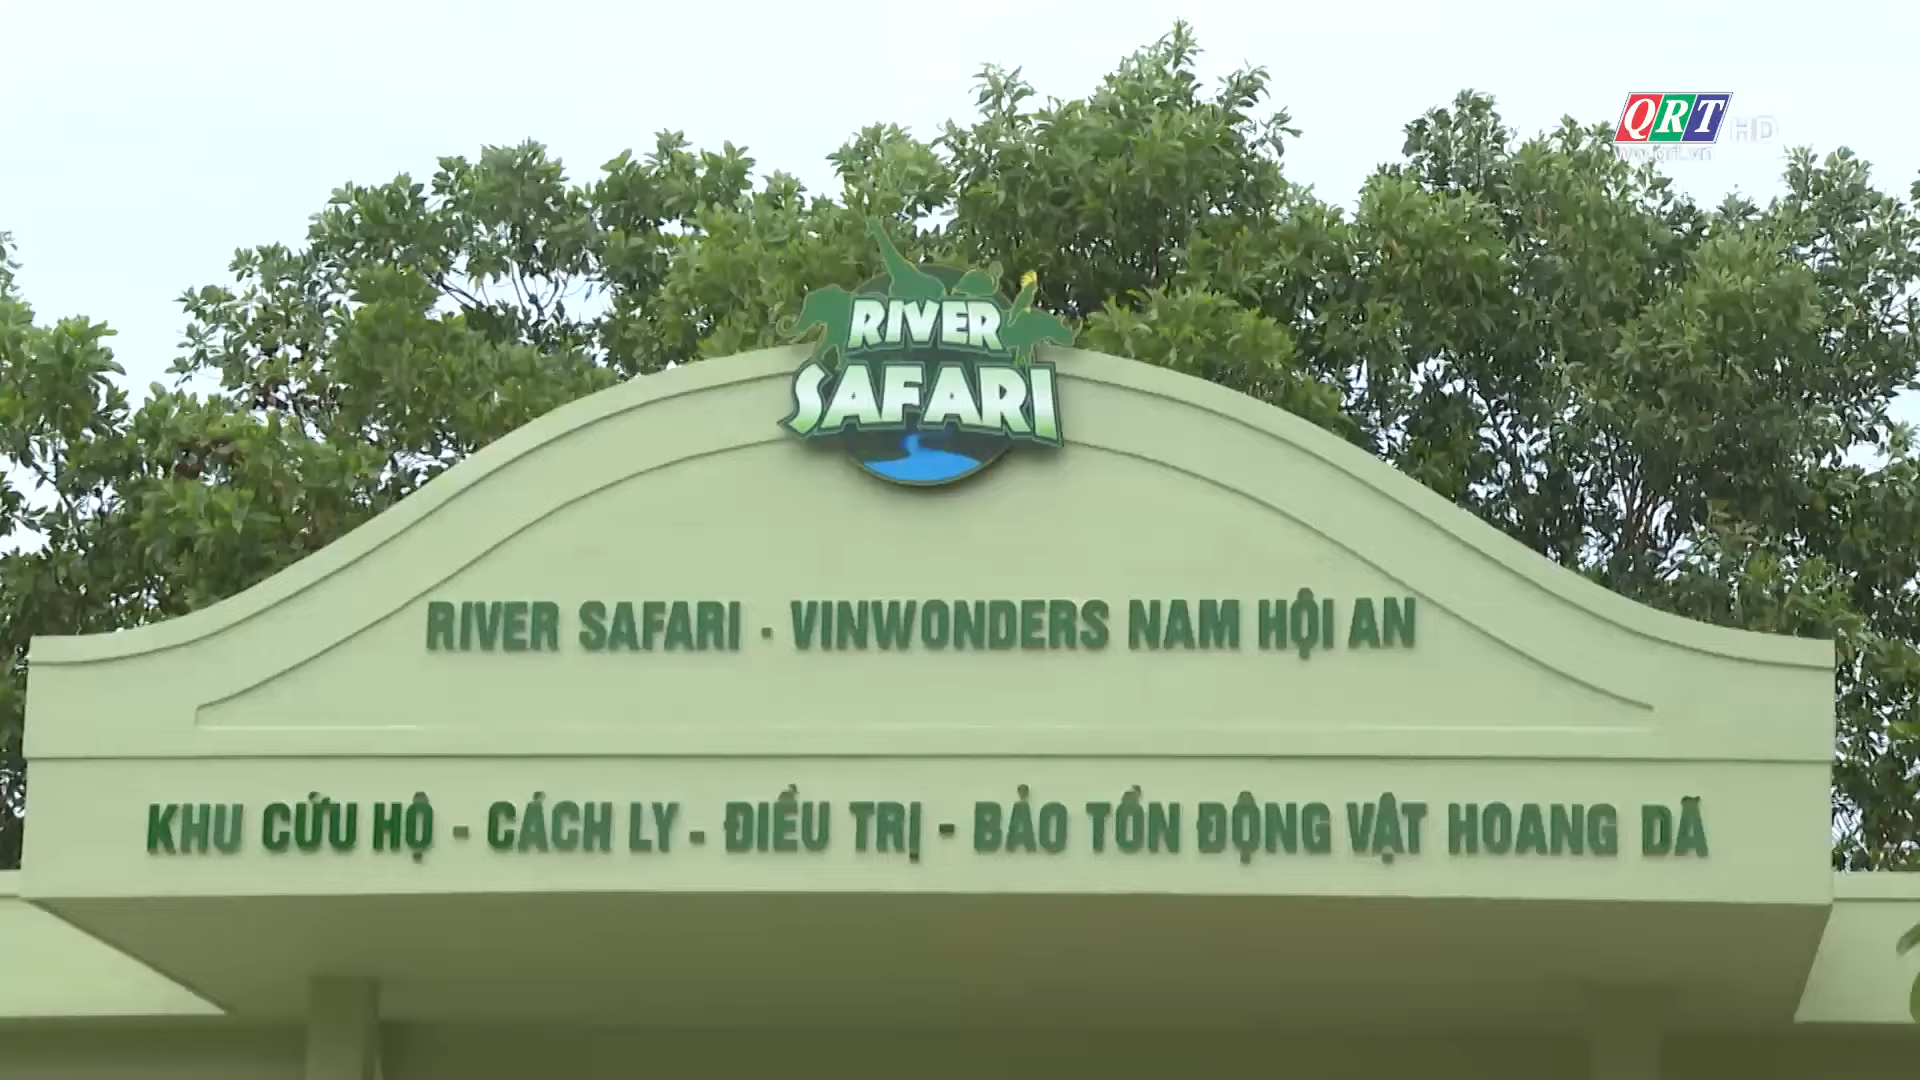 QRT HD
www.qrt.vn
RIVER
SAFARI
RIVER SAFARI - VINWONDERS NAM HỘI AN
KHU CỨU HỘ - CÁCH LY - ĐIỀU TRỊ - BẢO TỒN ĐỘNG VẬT HOANG DÃ